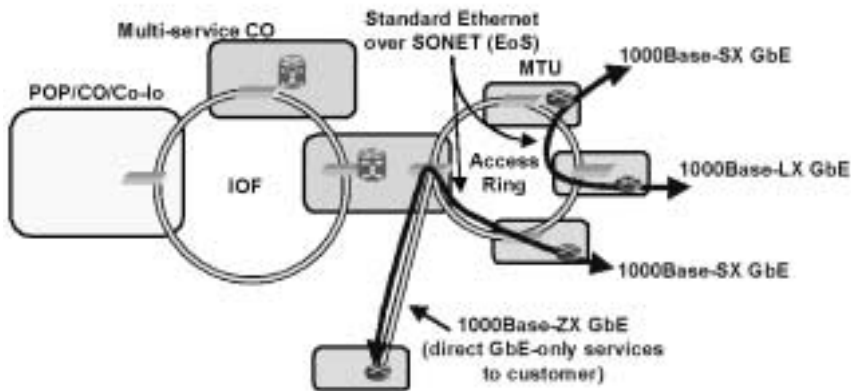 Standard Ethernet
over SONET (EoS)
Multi-service CO
1000Base-SX GbE
MTU
POP/CO/Co-lo
Access
Ring
1000Base-LX GbE
IOF
1000Base-SX GbE
1000Base-ZX GbE
(direct GbE-only services
to customer)